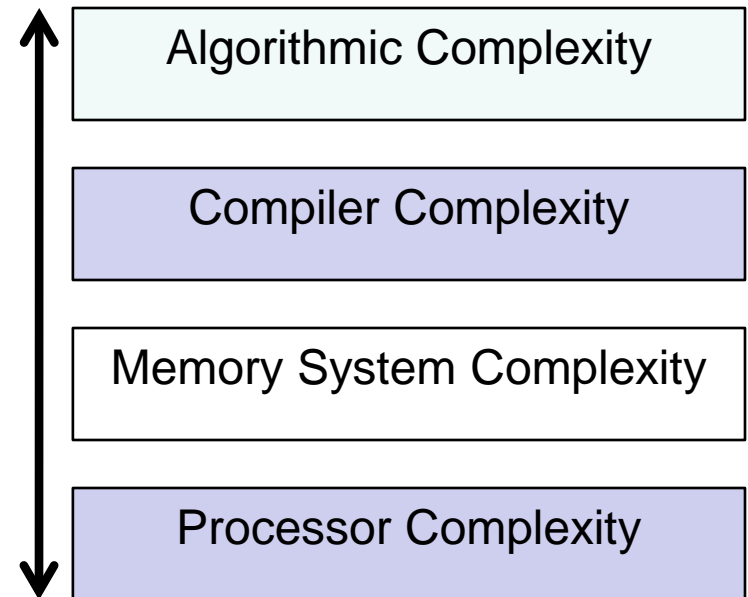 Algorithmic Complexity
Compiler Complexity
Memory System Complexity
Processor Complexity